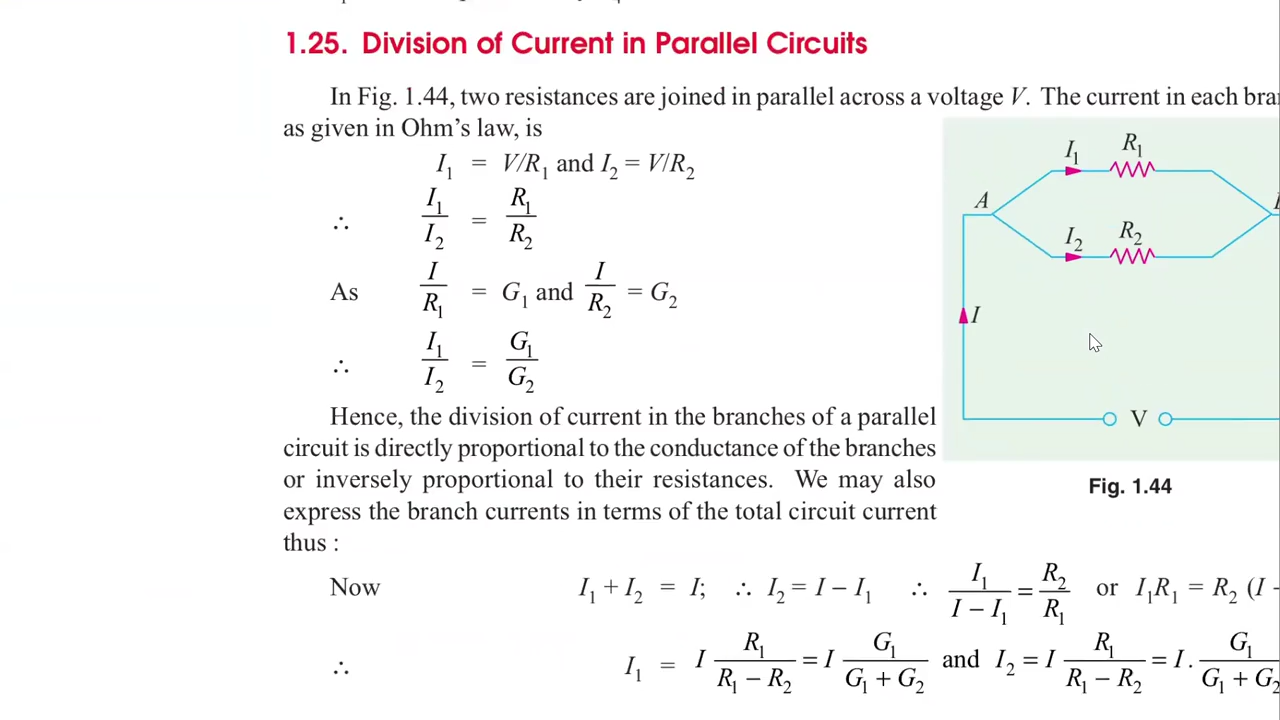 1.25. Division of Current in Parallel Circuits
In Fig. 1.44, two resistances are joined in parallel across a voltage V. The current in each
as given in Ohm's law, is
I₁ = V/R₁ and I₂ = V/R₂
∴ I₁/I₂ = R₁/R₂
As I/R₁ = G₁ and I/R₂ = G₂
∴ I₁/I₂ = G₁/G₂
Hence, the division of current in the branches of a parallel
circuit is directly proportional to the conductance of the branches
or inversely proportional to their resistances. We may also
express the branch currents in terms of the total circuit current
thus :
Now I₁ + I₂ = I; ∴ I₂ = I – I₁ ∴ I₁/(I – I₁) = R₂/R₁ or I₁R₁ = R₂ (I
∴ I₁ = I R₁/(R₁ – R₂) = I G₁/(G₁ + G₂) and I₂ = I R₁/(R₁ – R₂) = I . G₁/(G₁ + G₂
I₁ R₁
A
I₂ R₂
I
V
Fig. 1.44